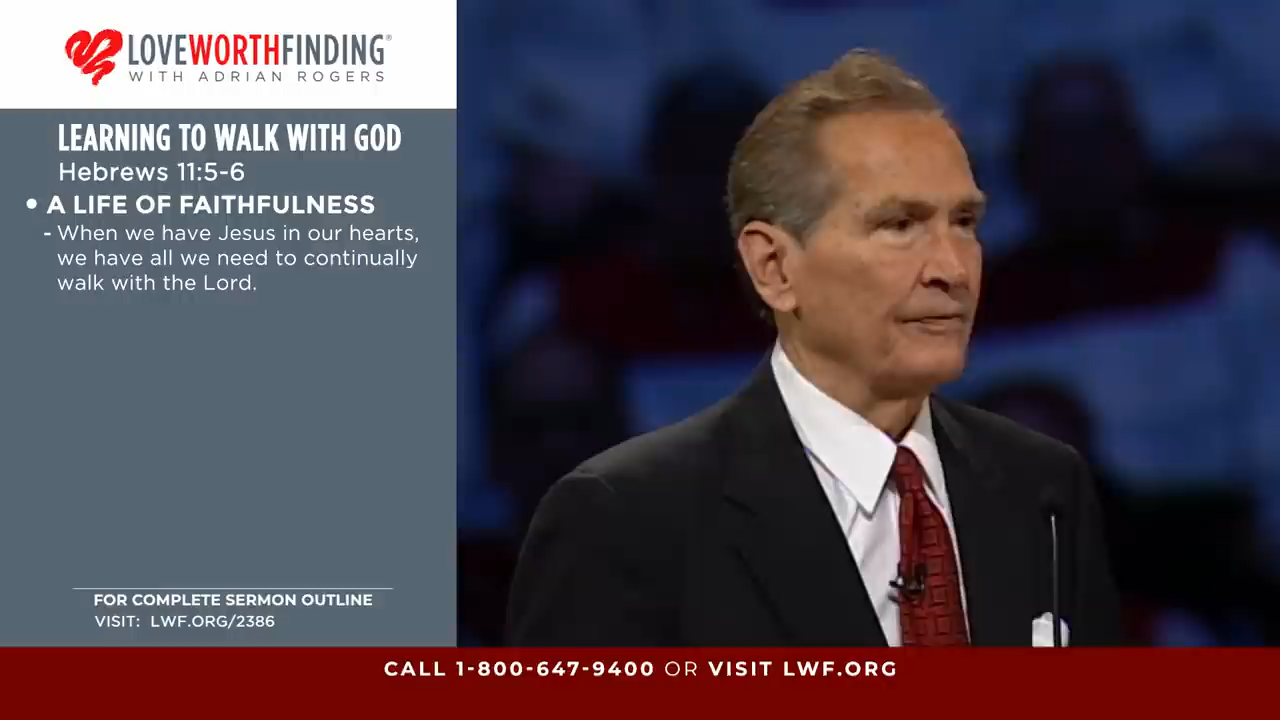 LOVEWORTHFINDING®
WITH ADRIAN ROGERS
LEARNING TO WALK WITH GOD
Hebrews 11:5-6
• A LIFE OF FAITHFULNESS
- When we have Jesus in our hearts,
we have all we need to continually
walk with the Lord.
FOR COMPLETE SERMON OUTLINE
VISIT: LWF.ORG/2386
CALL 1-800-647-9400 OR VISIT LWF.ORG